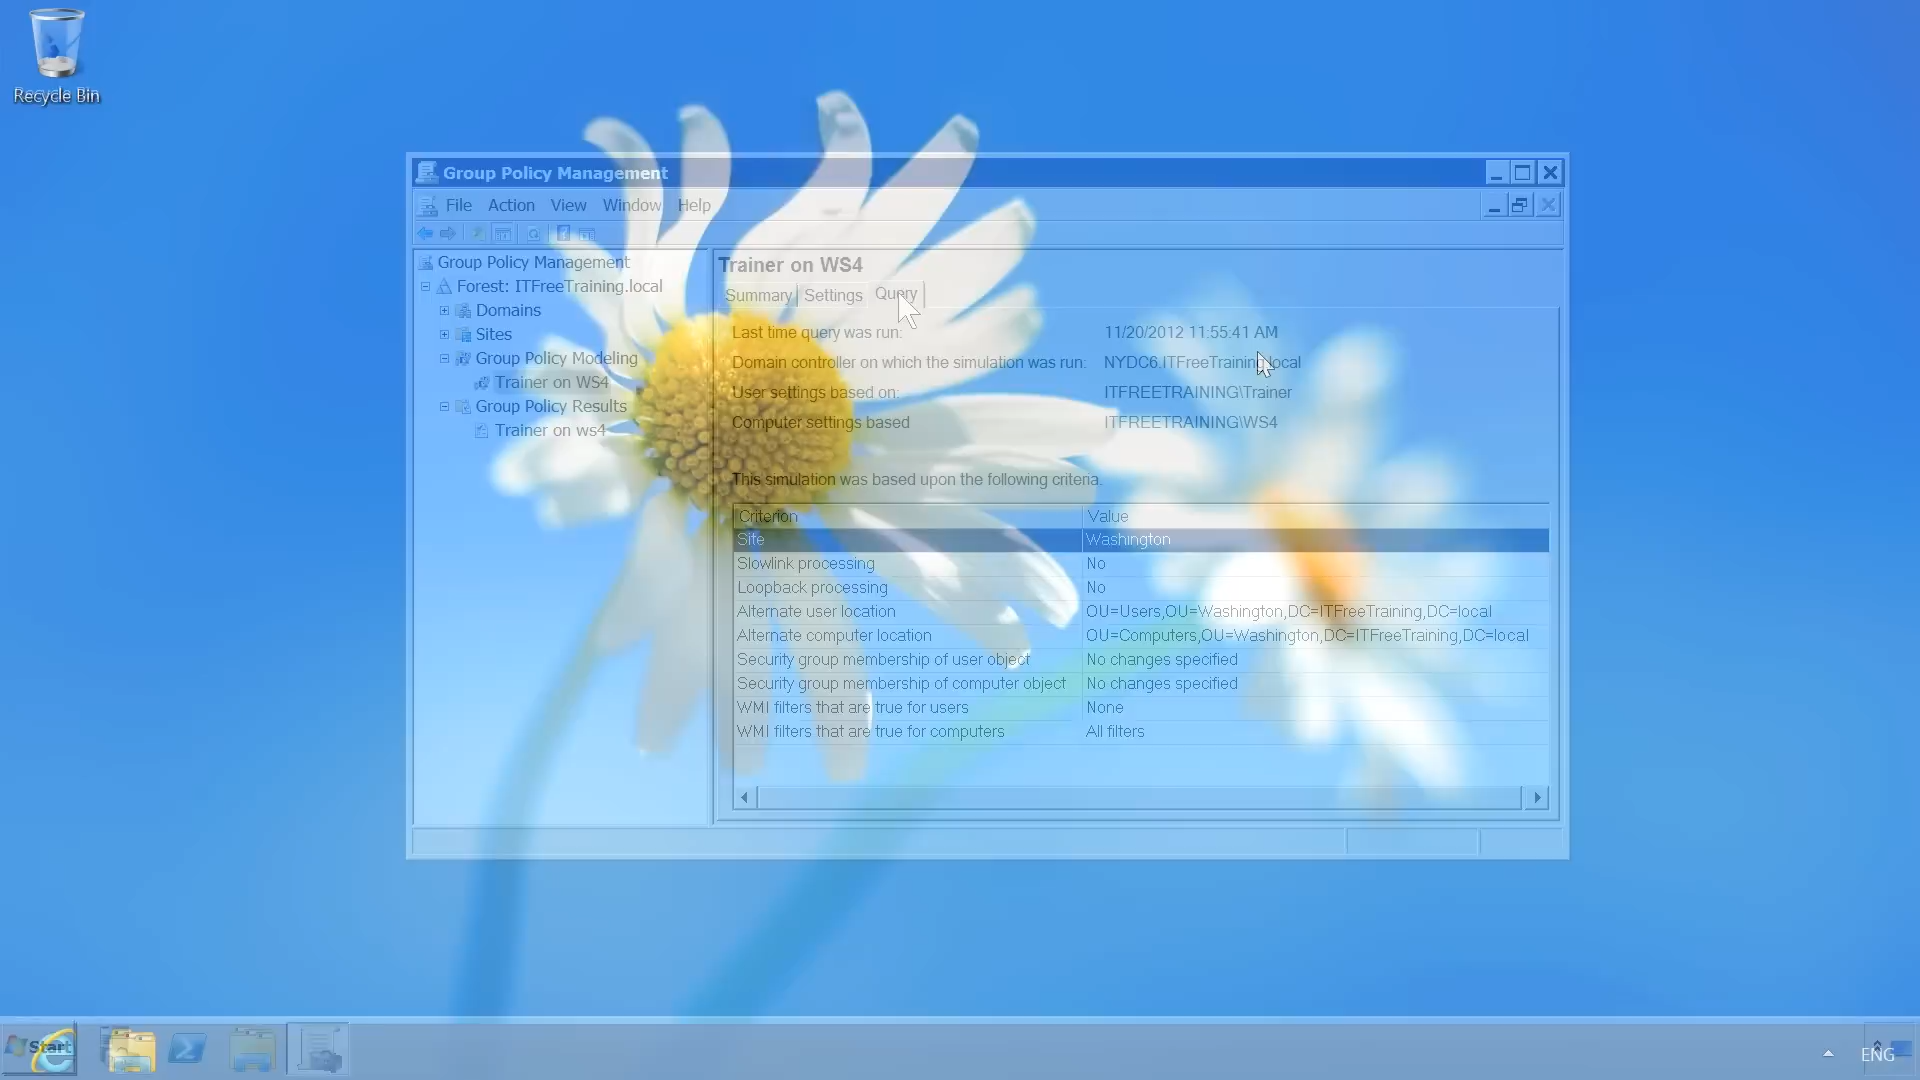 Recycle Bin
Group Policy Management
File Action View Window Help
Group Policy Management
Forest: ITFreeTraining.local
Domains
Sites
Group Policy Modeling
Trainer on WS4
Group Policy Results
Trainer on ws4
Trainer on WS4
Summary Settings Query
Last time query was run: 11/20/2012 11:55:41 AM
Domain controller on which the simulation was run: NYDC6.ITFreeTraining.local
User settings based on: ITFREETRAINING\Trainer
Computer settings based ITFREETRAINING\WS4
This simulation was based upon the following criteria.
Criterion Value
Site Washington
Slowlink processing No
Loopback processing No
Alternate user location OU=Users,OU=Washington,DC=ITFreeTraining,DC=local
Alternate computer location OU=Computers,OU=Washington,DC=ITFreeTraining,DC=local
Security group membership of user object No changes specified
Security group membership of computer object No changes specified
WMI filters that are true for users None
WMI filters that are true for computers All filters
Start
ENG